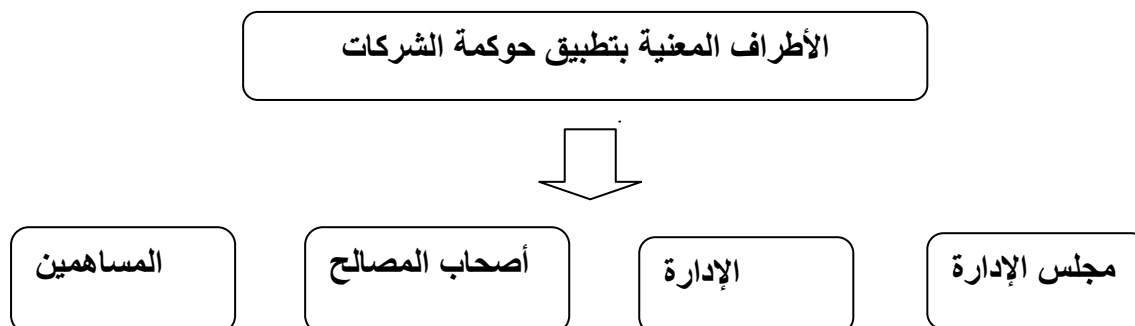 الأطراف المعنية بتطبيق حوكمة الشركات
مجلس الإدارة
الإدارة
أصحاب المصالح
المساهمين